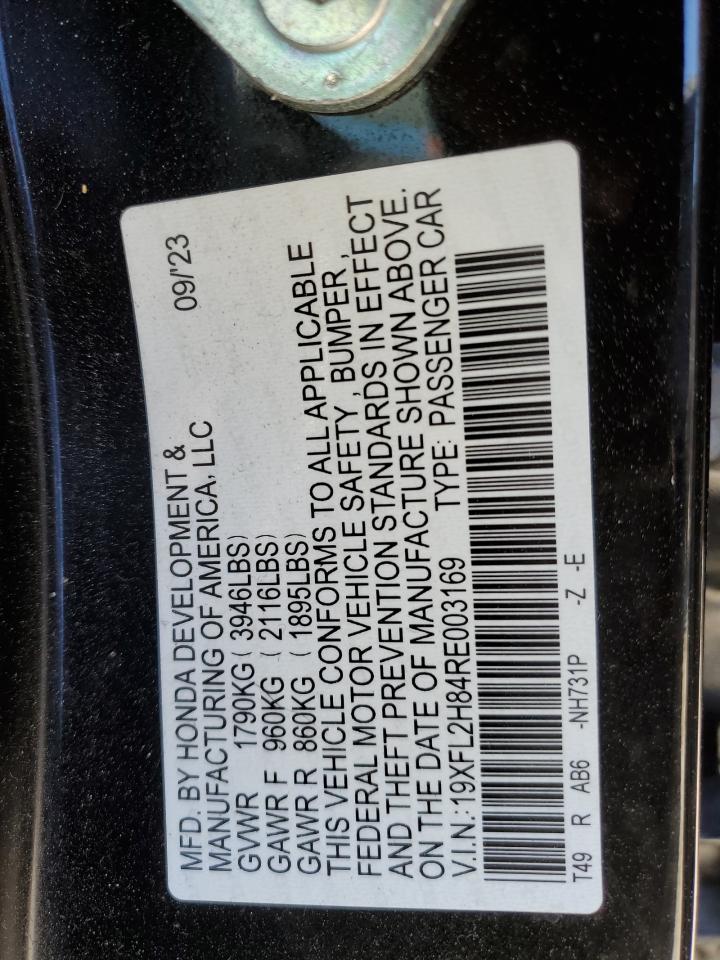 MFD. BY HONDA DEVELOPMENT & 09/'23
MANUFACTURING OF AMERICA, LLC
GVWR 1790KG ( 3946LBS)
GAWR F 960KG ( 2116LBS)
GAWR R 860KG ( 1895LBS)
THIS VEHICLE CONFORMS TO ALL APPLICABLE
FEDERAL MOTOR VEHICLE SAFETY , BUMPER ,
AND THEFT PREVENTION STANDARDS IN EFFECT
ON THE DATE OF MANUFACTURE SHOWN ABOVE.
V.I.N.:19XFL2H84RE003169 TYPE: PASSENGER CAR
T49 R AB6 -NH731P -Z -E